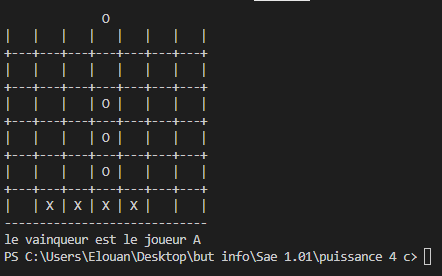 O
|   |   |   |   |   |   |   |
+---+---+---+---+---+---+---+
|   |   |   |   |   |   |   |
+---+---+---+---+---+---+---+
|   |   |   | O |   |   |   |
+---+---+---+---+---+---+---+
|   |   |   | O |   |   |   |
+---+---+---+---+---+---+---+
|   |   |   | O |   |   |   |
+---+---+---+---+---+---+---+
|   | X | X | X | X |   |   |
-----------------------------
le vainqueur est le joueur A
PS C:\Users\Elouan\Desktop\but info\Sae 1.01\puissance 4 c>